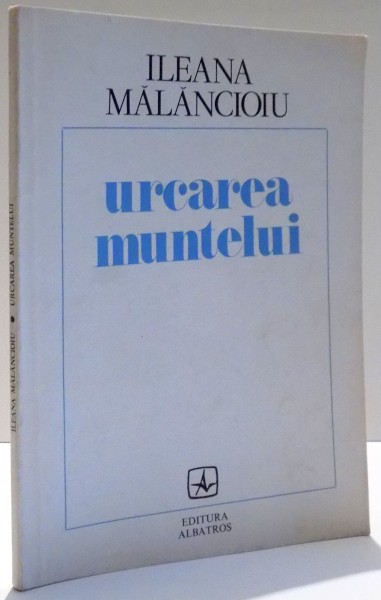 ILEANA
MĂLĂNCIOIU
urcarea
muntelui
EDITURA
ALBATROS
ILEANA MĂLĂNCIOIU • URCAREA MUNTELUI